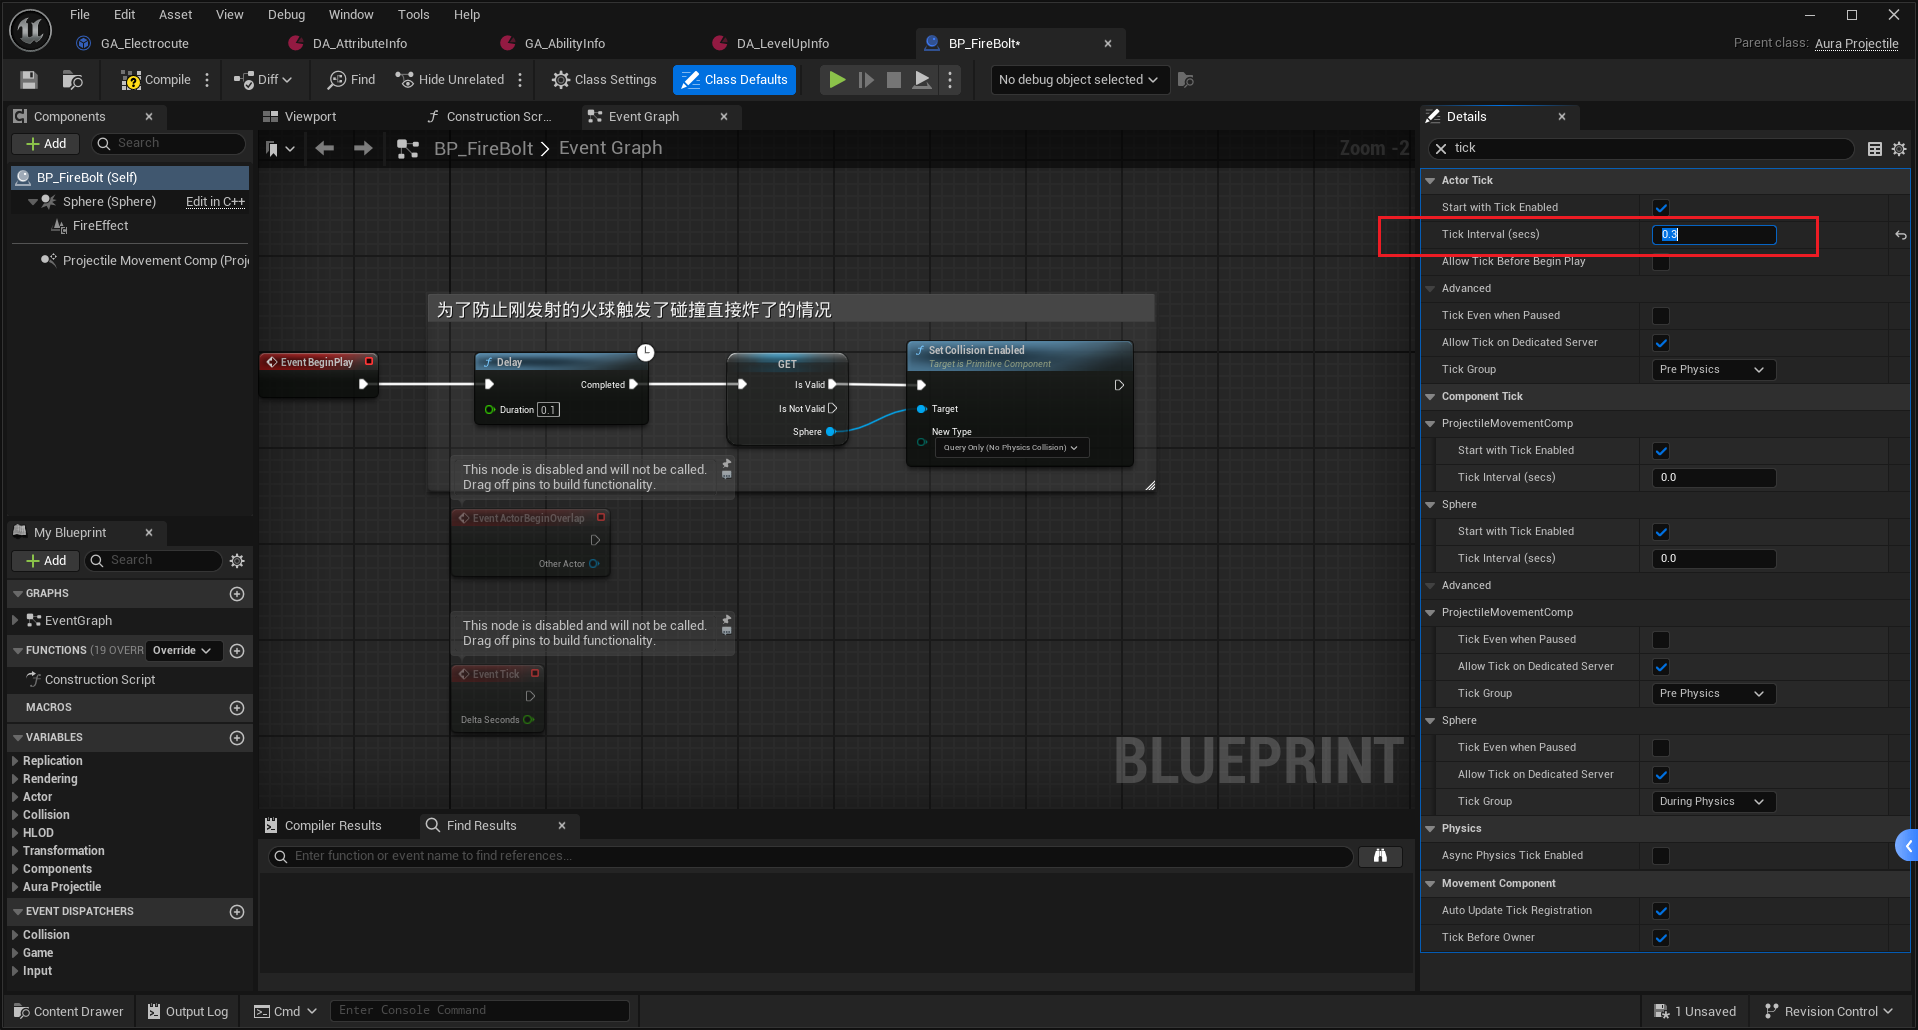 File Edit Asset View Debug Window Tools Help
GA_Electrocute DA_AttributeInfo GA_AbilityInfo DA_LevelUpInfo BP_FireBolt* Parent class: Aura Projectile
Compile Diff Find Hide Unrelated Class Settings Class Defaults No debug object selected
Components Viewport Construction Scr... Event Graph Details
Add Search BP_FireBolt Event Graph Zoom -2 tick
BP_FireBolt (Self)
Sphere (Sphere) Edit in C++
FireEffect
Projectile Movement Comp (Proj
为了防止刚发射的火球触发了碰撞直接炸了的情况
Event BeginPlay
Delay
Completed
Duration 0.1
GET
Is Valid
Is Not Valid
Sphere
SetCollision Enabled
Target is Primitive Component
Target
New Type
Query Only (No Physics Collision)
This node is disabled and will not be called.
Drag off pins to build functionality.
Event ActorBeginOverlap
Other Actor
This node is disabled and will not be called.
Drag off pins to build functionality.
Event Tick
Delta Seconds
BLUEPRINT
My Blueprint
Add Search
GRAPHS
EventGraph
FUNCTIONS (19 OVERR Override
Construction Script
MACROS
VARIABLES
Replication
Rendering
Actor
Collision
HLOD
Transformation
Components
Aura Projectile
EVENT DISPATCHERS
Collision
Game
Input
Compiler Results Find Results
Enter function or event name to find references...
Actor Tick
Start with Tick Enabled
Tick Interval (secs) 0.3
Allow Tick Before Begin Play
Advanced
Tick Even when Paused
Allow Tick on Dedicated Server
Tick Group Pre Physics
Component Tick
ProjectileMovementComp
Start with Tick Enabled
Tick Interval (secs) 0.0
Sphere
Start with Tick Enabled
Tick Interval (secs) 0.0
Advanced
ProjectileMovementComp
Tick Even when Paused
Allow Tick on Dedicated Server
Tick Group Pre Physics
Sphere
Tick Even when Paused
Allow Tick on Dedicated Server
Tick Group During Physics
Physics
Async Physics Tick Enabled
Movement Component
Auto Update Tick Registration
Tick Before Owner
Content Drawer Output Log Cmd Enter Console Command 1 Unsaved Revision Control